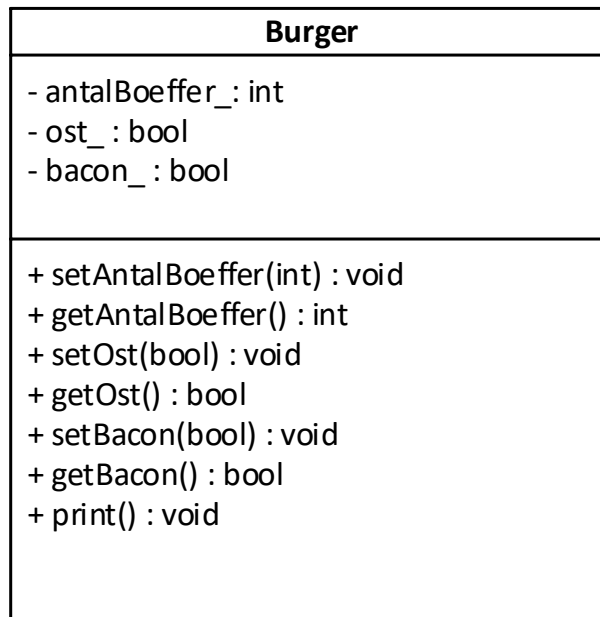 Burger
- antalBoeffer_: int
- ost_ : bool
- bacon_ : bool
+ setAntalBoeffer(int) : void
+ getAntalBoeffer() : int
+ setOst(bool) : void
+ getOst() : bool
+ setBacon(bool) : void
+ getBacon() : bool
+ print() : void